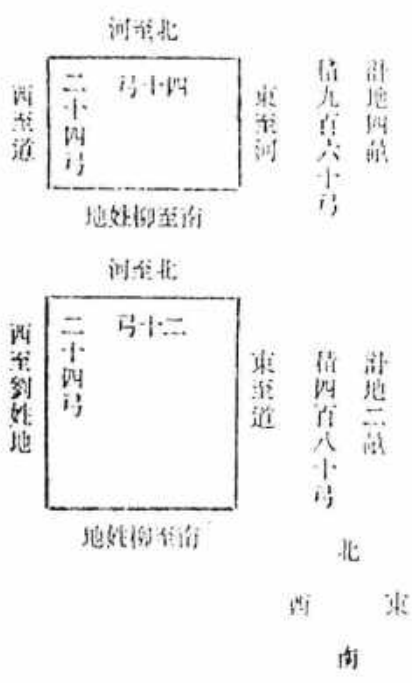 計地四畝
積九百六十弓
北至河
東至河
四十弓
二十四弓
西至道
南至柳姓地
計地二畝
積四百八十弓
北至河
東至道
二十弓
二十四弓
西至劉姓地
南至柳姓地
北
東
西
南